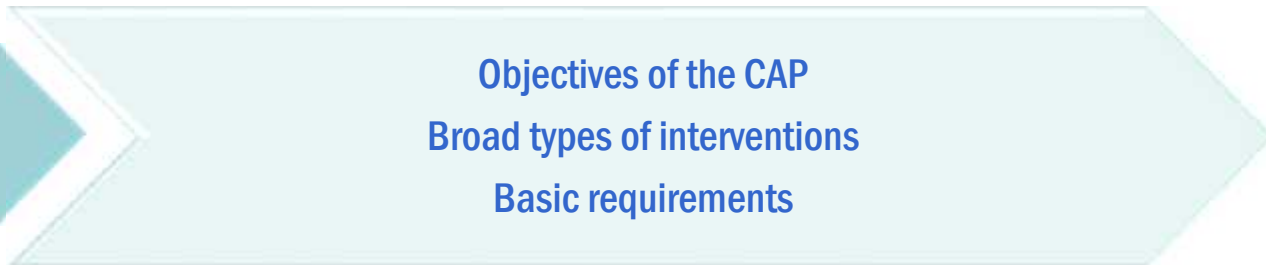 Objectives of the CAP
Broad types of interventions
Basic requirements